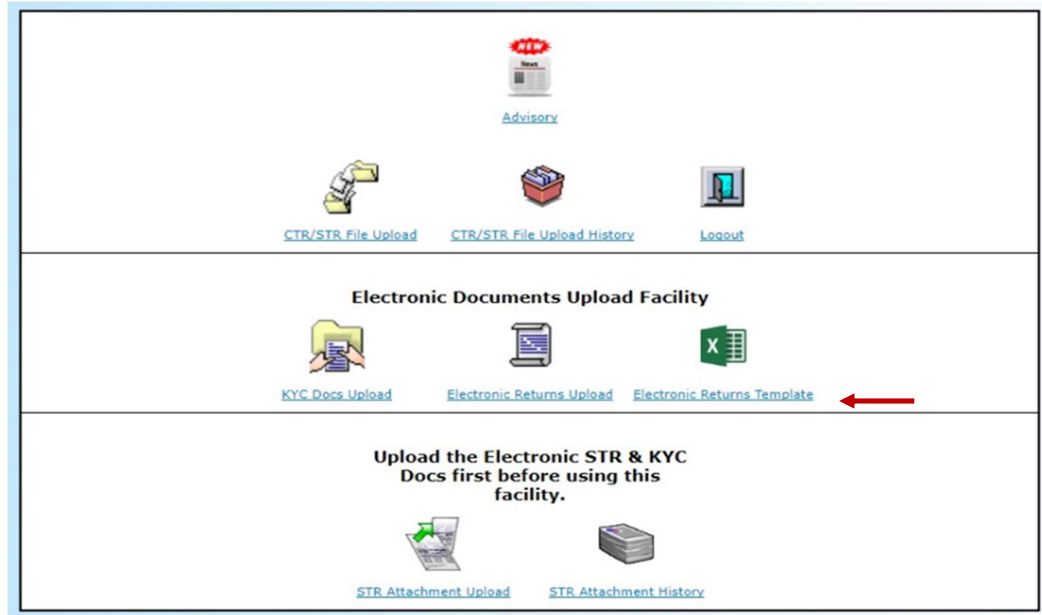 NEW
News
Advisory
CTR/STR File Upload CTR/STR File Upload History Logout
Electronic Documents Upload Facility
X
KYC Docs Upload Electronic Returns Upload Electronic Returns Template
Upload the Electronic STR & KYC
Docs first before using this
facility.
STR Attachment Upload STR Attachment History